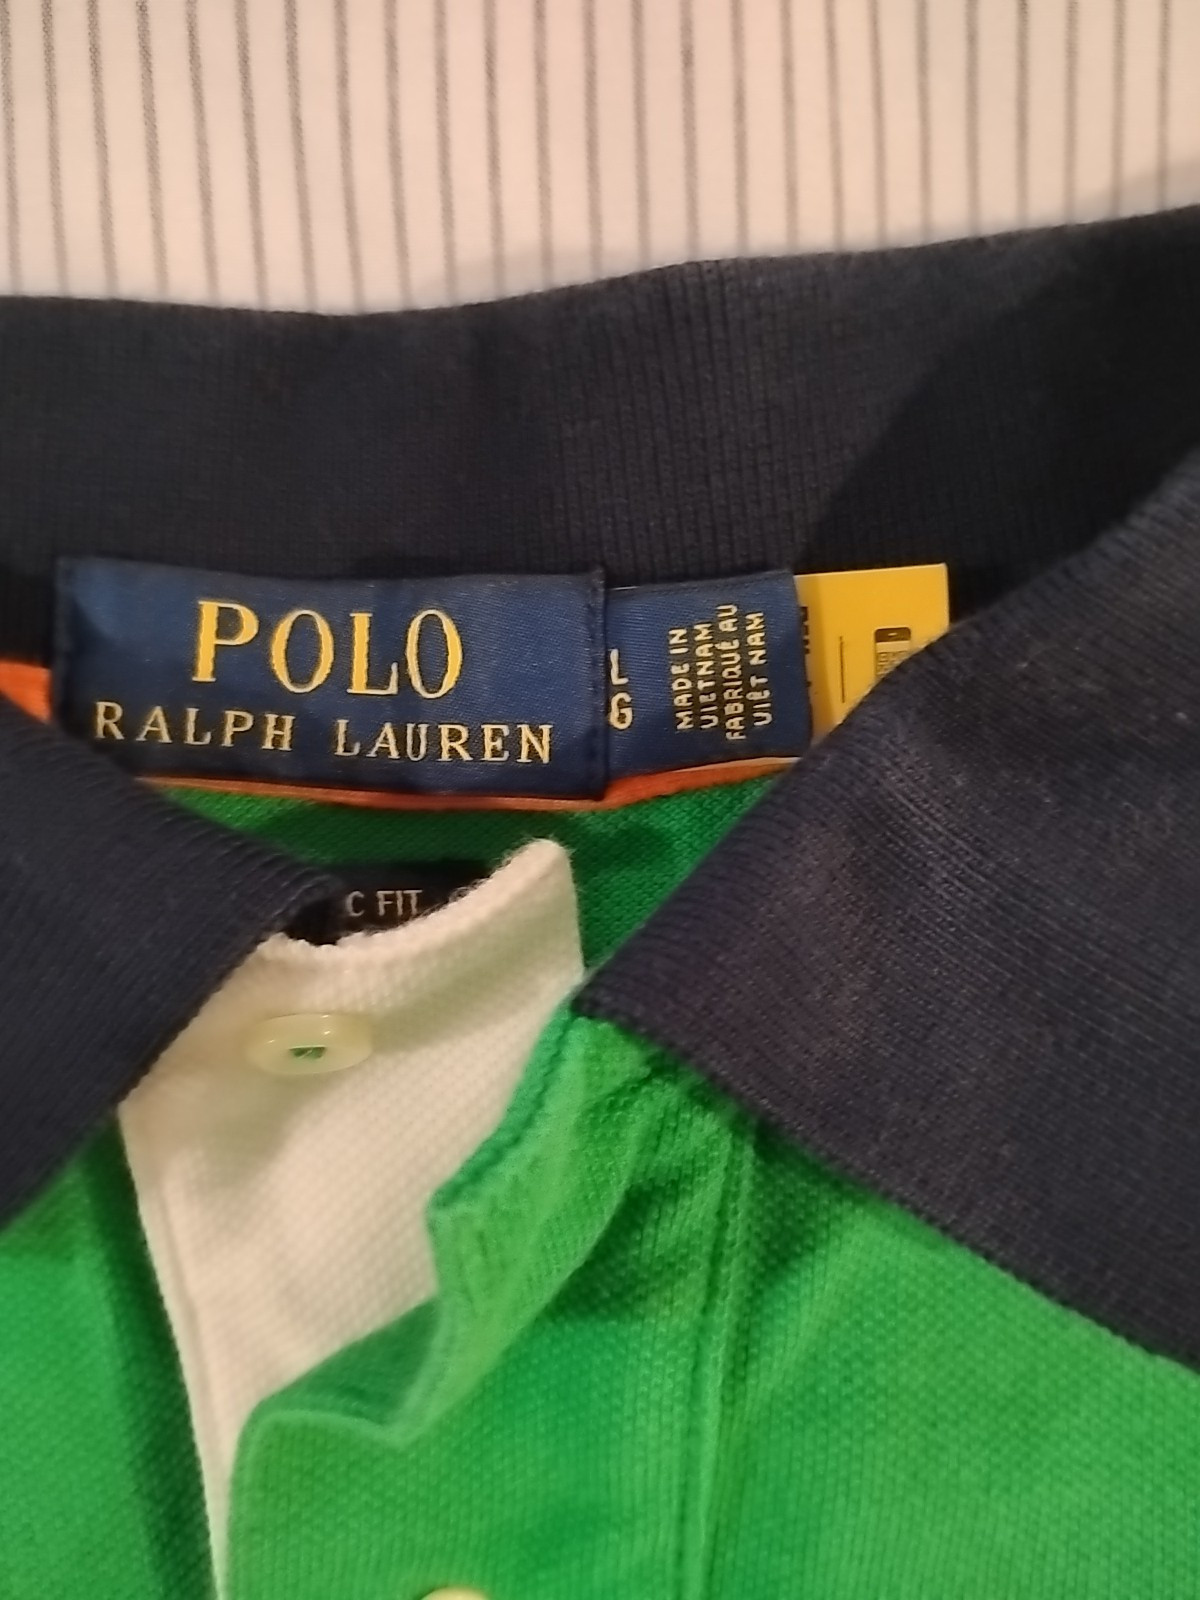 POLO
RALPH LAUREN
L
G
MADE IN
VIETNAM
FABRIQUÉ AU
VIÊT NAM
C FIT